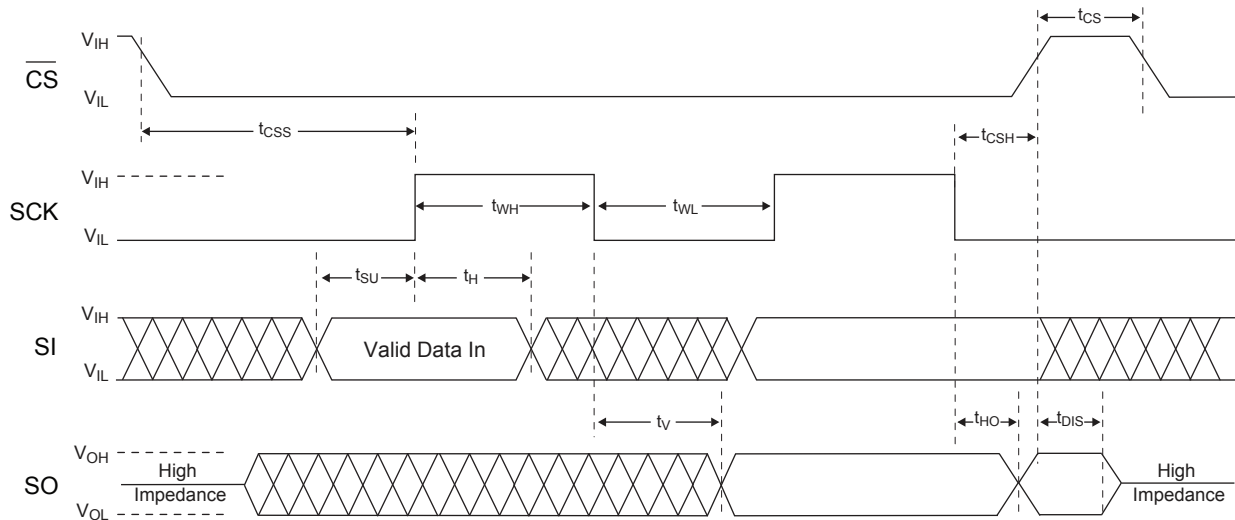 t_CS
V_IH
C̅S̅
V_IL
t_CSS
t_CSH
V_IH
SCK
t_WH
t_WL
V_IL
t_SU
t_H
V_IH
SI
Valid Data In
V_IL
t_V
t_HO
t_DIS
V_OH
High
Impedance
SO
High
Impedance
V_OL